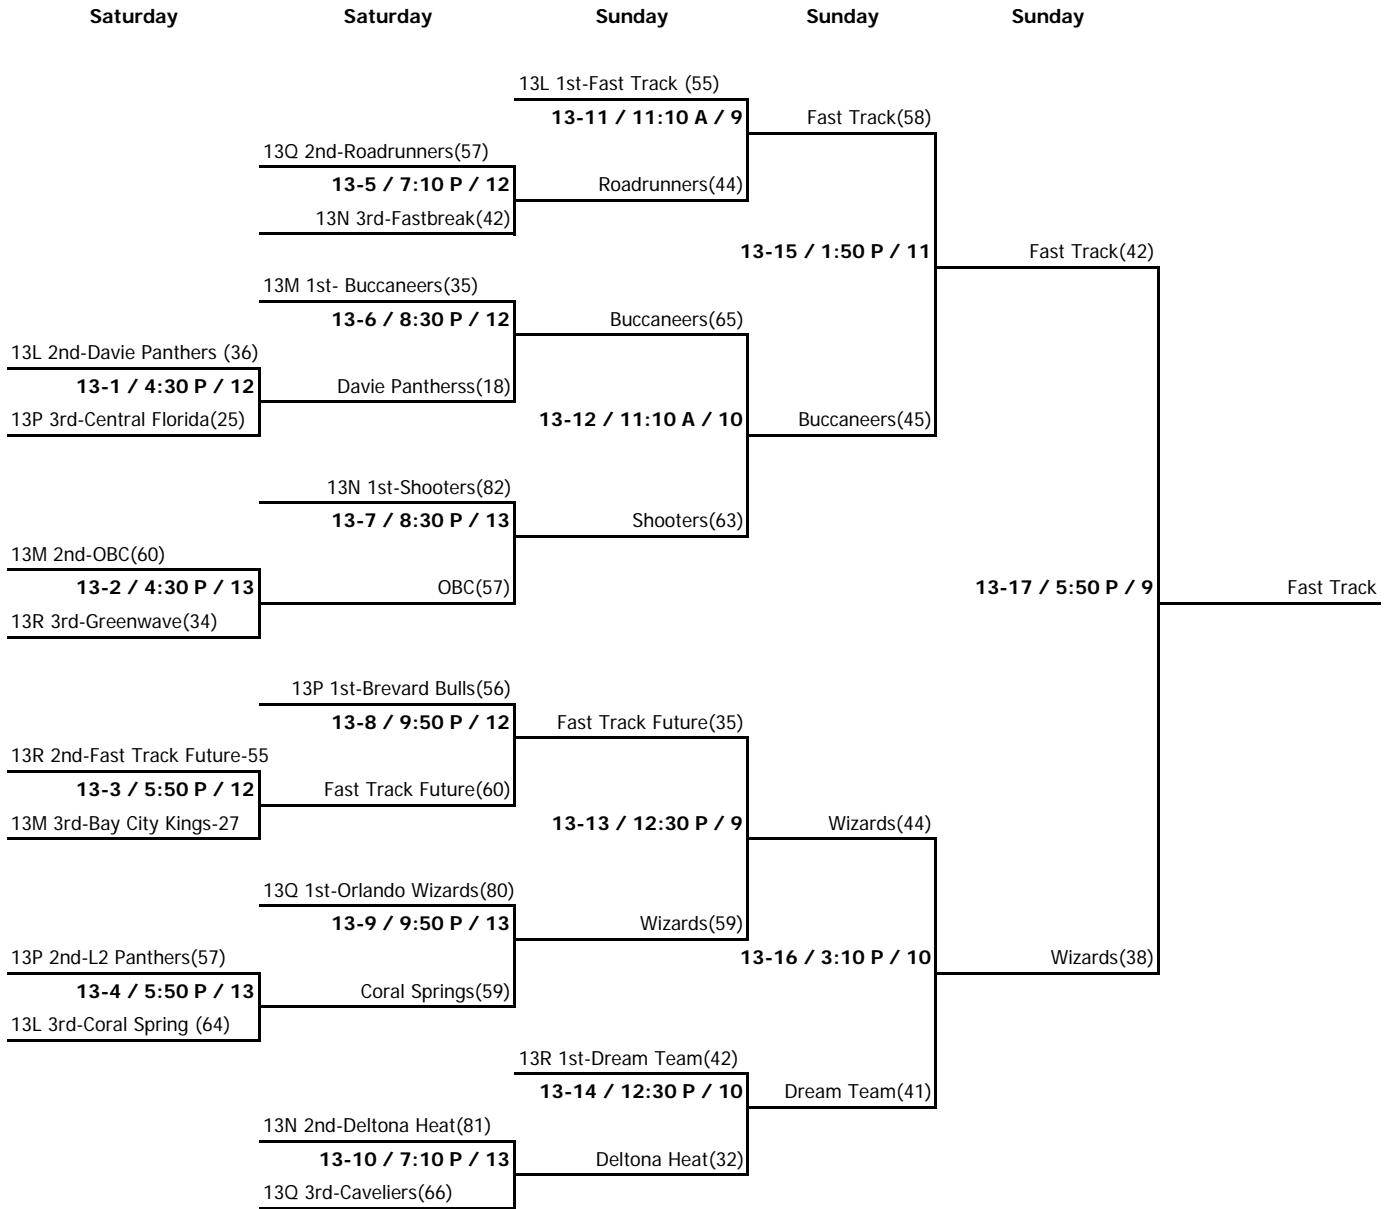 Saturday Saturday Sunday Sunday Sunday
13L 1st-Fast Track (55)
13-11 / 11:10 A / 9 Fast Track(58)
13Q 2nd-Roadrunners(57)
13-5 / 7:10 P / 12 Roadrunners(44)
13N 3rd-Fastbreak(42)
13-15 / 1:50 P / 11 Fast Track(42)
13M 1st- Buccaneers(35)
13-6 / 8:30 P / 12 Buccaneers(65)
13L 2nd-Davie Panthers (36)
13-1 / 4:30 P / 12 Davie Pantherss(18)
13P 3rd-Central Florida(25) 13-12 / 11:10 A / 10 Buccaneers(45)
13N 1st-Shooters(82)
13-7 / 8:30 P / 13 Shooters(63)
13M 2nd-OBC(60)
13-2 / 4:30 P / 13 OBC(57) 13-17 / 5:50 P / 9 Fast Track
13R 3rd-Greenwave(34)
13P 1st-Brevard Bulls(56)
13-8 / 9:50 P / 12 Fast Track Future(35)
13R 2nd-Fast Track Future-55
13-3 / 5:50 P / 12 Fast Track Future(60)
13M 3rd-Bay City Kings-27 13-13 / 12:30 P / 9 Wizards(44)
13Q 1st-Orlando Wizards(80)
13-9 / 9:50 P / 13 Wizards(59)
13P 2nd-L2 Panthers(57) 13-16 / 3:10 P / 10 Wizards(38)
13-4 / 5:50 P / 13 Coral Springs(59)
13L 3rd-Coral Spring (64)
13R 1st-Dream Team(42)
13-14 / 12:30 P / 10 Dream Team(41)
13N 2nd-Deltona Heat(81)
13-10 / 7:10 P / 13 Deltona Heat(32)
13Q 3rd-Caveliers(66)